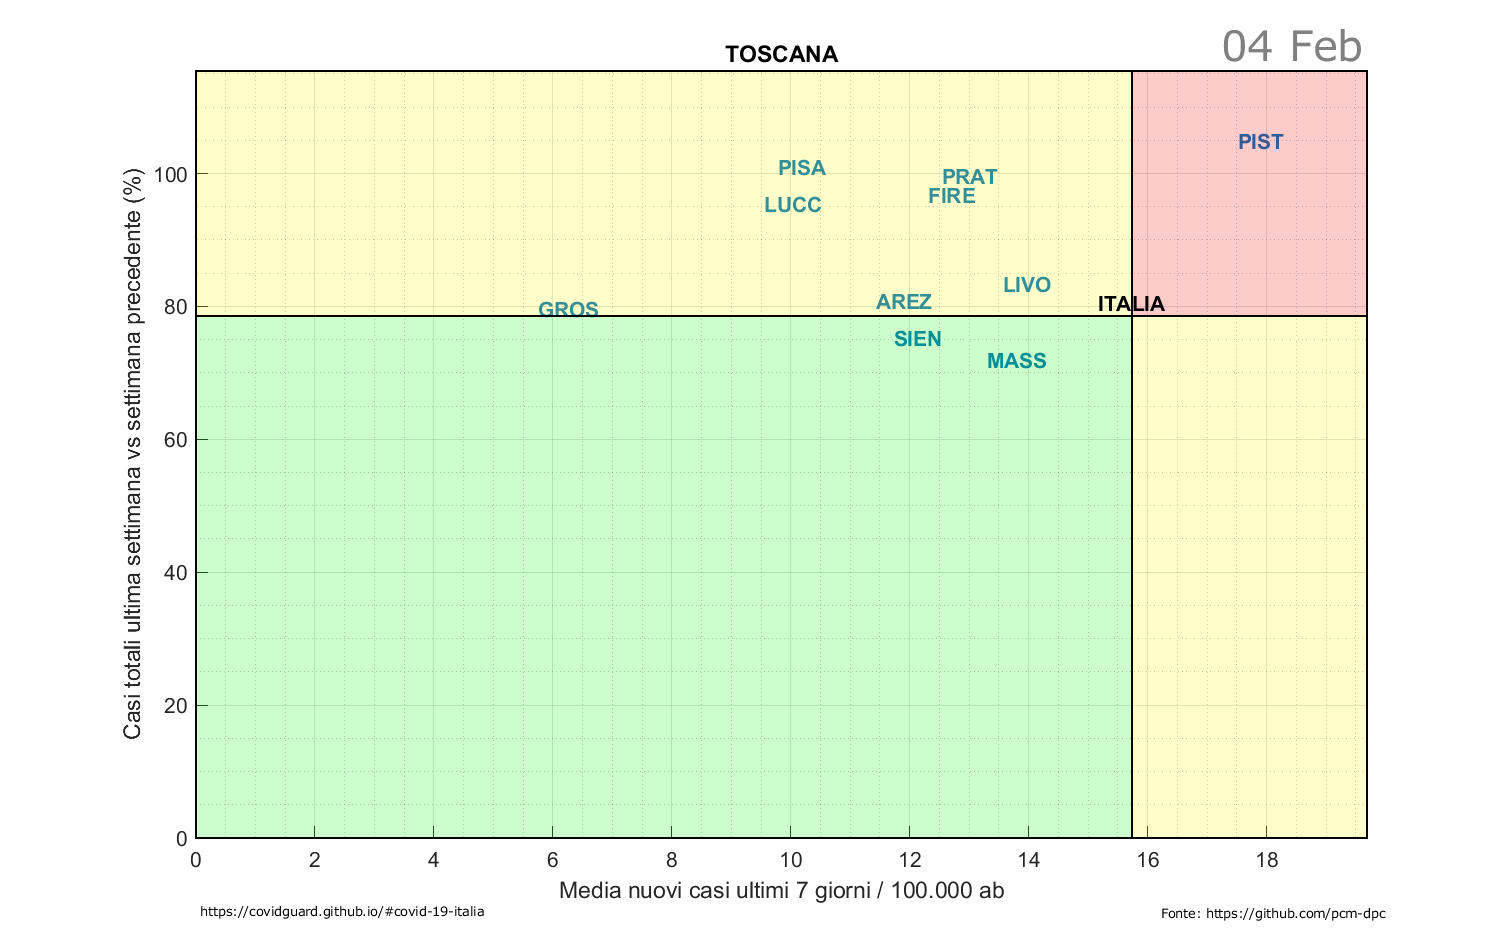 04 Feb
TOSCANA
PIST
PISA
PRAT
FIRE
LUCC
LIVO
AREZ
ITALIA
GROS
SIEN
MASS
100
80
60
40
20
0
Casi totali ultima settimana vs settimana precedente (%)
0 2 4 6 8 10 12 14 16 18
Media nuovi casi ultimi 7 giorni / 100.000 ab
https://covidguard.github.io/#covid-19-italia
Fonte: https://github.com/pcm-dpc